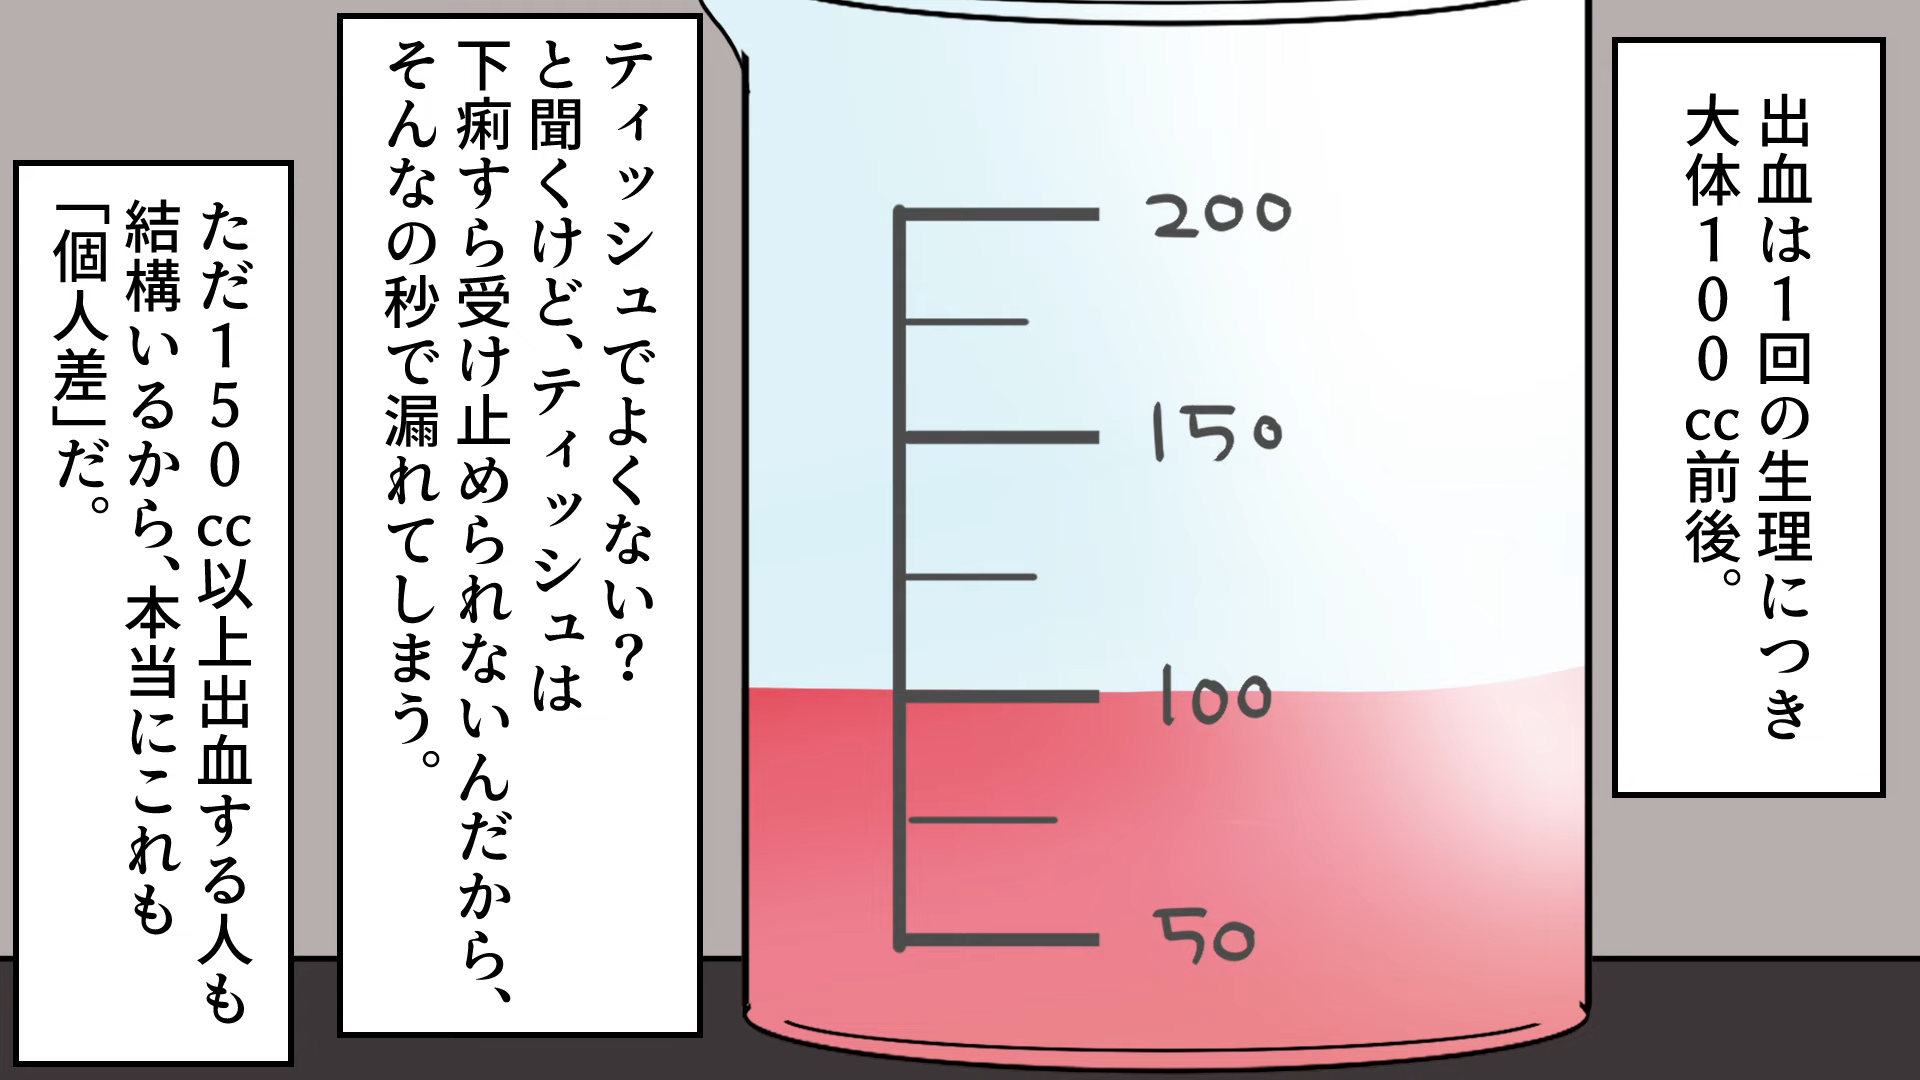 出血は1回の生理につき
大体100cc前後。
200
150
100
50
ティッシュでよくない？
と聞くけど、ティッシュは
下痢すら受け止められないんだから、
そんなの秒で漏れてしまう。
ただ150cc以上出血する人も
結構いるから、本当にこれも
「個人差」だ。